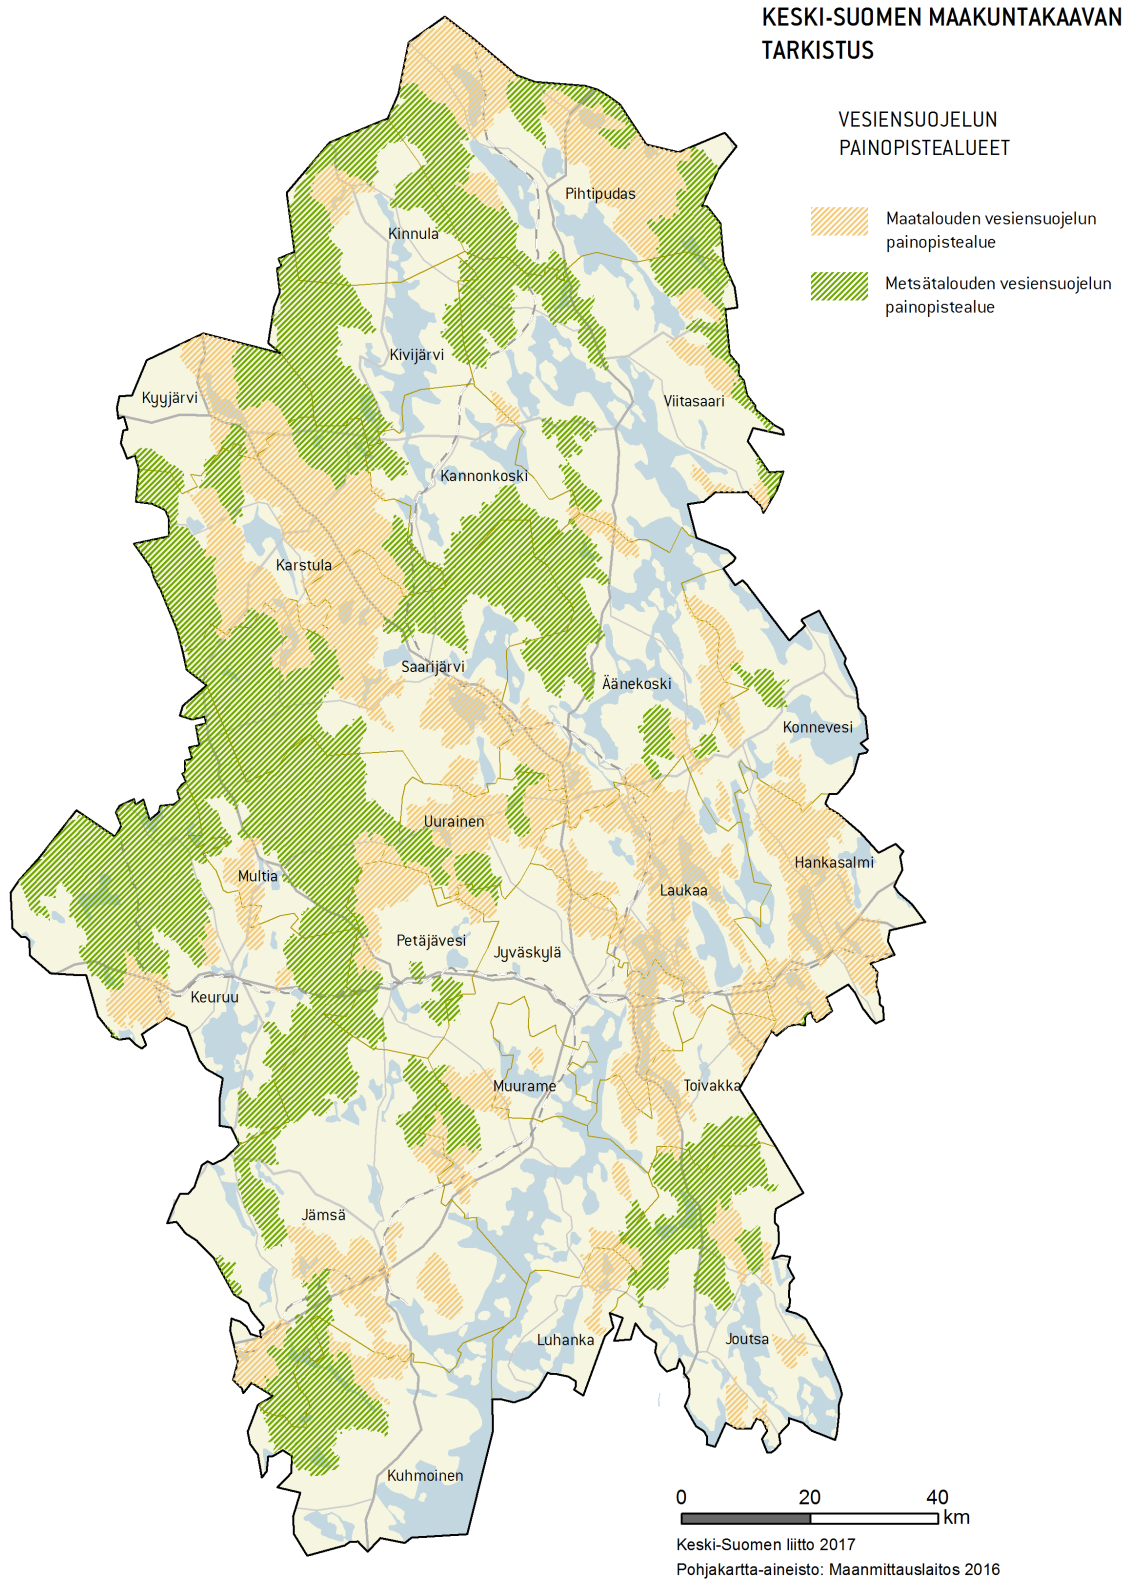 KESKI-SUOMEN MAAKUNTAKAAVAN
TARKISTUS
VESIENSUOJELUN
PAINOPISTEALUEET
Maatalouden vesiensuojelun
painopistealue
Metsätalouden vesiensuojelun
painopistealue
Pihtipudas
Kinnula
Kivijärvi
Kyyjärvi
Viitasaari
Kannonkoski
Karstula
Saarijärvi
Äänekoski
Konnevesi
Uurainen
Hankasalmi
Multia
Laukaa
Petäjävesi
Jyväskylä
Keuruu
Muurame
Toivakka
Jämsä
Luhanka
Joutsa
Kuhmoinen
0 20 40
km
Keski-Suomen liitto 2017
Pohjakartta-aineisto: Maanmittauslaitos 2016